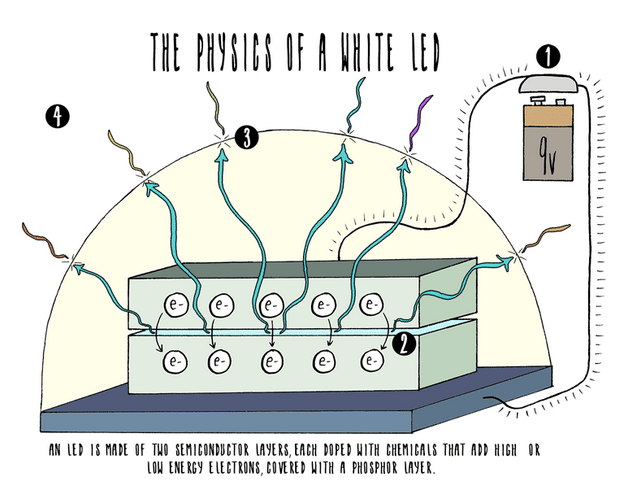 THE PHYSICS OF A WHITE LED
1
4
3
9V
e- e- e- e- e-
2
e- e- e- e- e-
AN LED IS MADE OF TWO SEMICONDUCTOR LAYERS, EACH DOPED WITH CHEMICALS THAT ADD HIGH OR
LOW ENERGY ELECTRONS, COVERED WITH A PHOSPHOR LAYER.